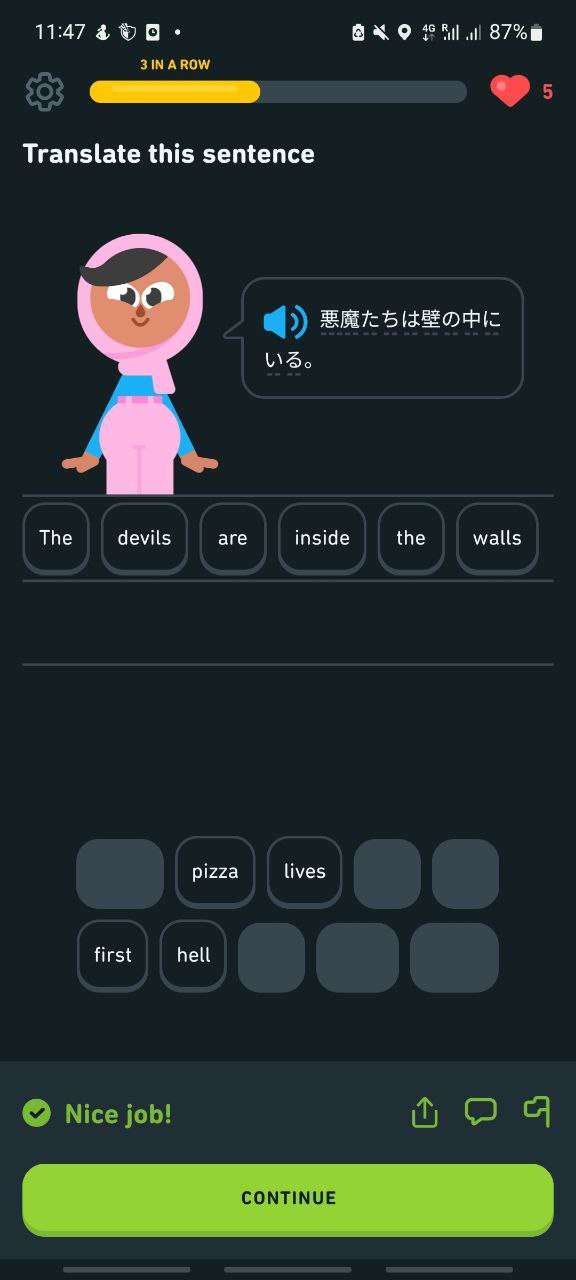 11:47
4G R 87%
3 IN A ROW
5
Translate this sentence
悪魔たちは壁の中に
いる。
The devils are inside the walls
pizza lives
first hell
Nice job!
CONTINUE